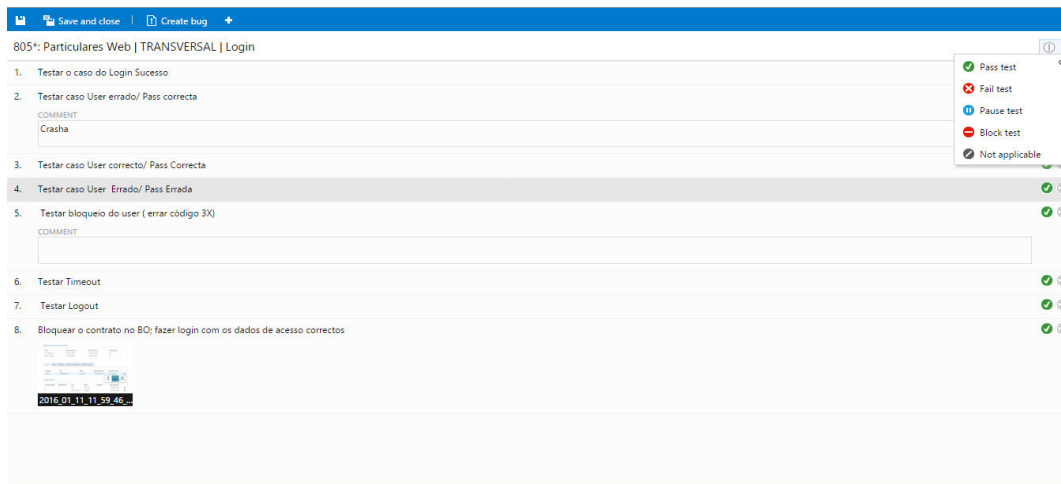 Save and close
Create bug
805*: Particulares Web | TRANSVERSAL | Login
Pass test
Fail test
Pause test
Block test
Not applicable
1. Testar o caso do Login Sucesso
2. Testar caso User errado/ Pass correcta
COMMENT
Crasha
3. Testar caso User correcto/ Pass Correcta
4. Testar caso User Errado/ Pass Errada
5. Testar bloqueio do user ( errar código 3X)
COMMENT
6. Testar Timeout
7. Testar Logout
8. Bloquear o contrato no BO; fazer login com os dados de acesso correctos
2016_01_11_11_59_46_...